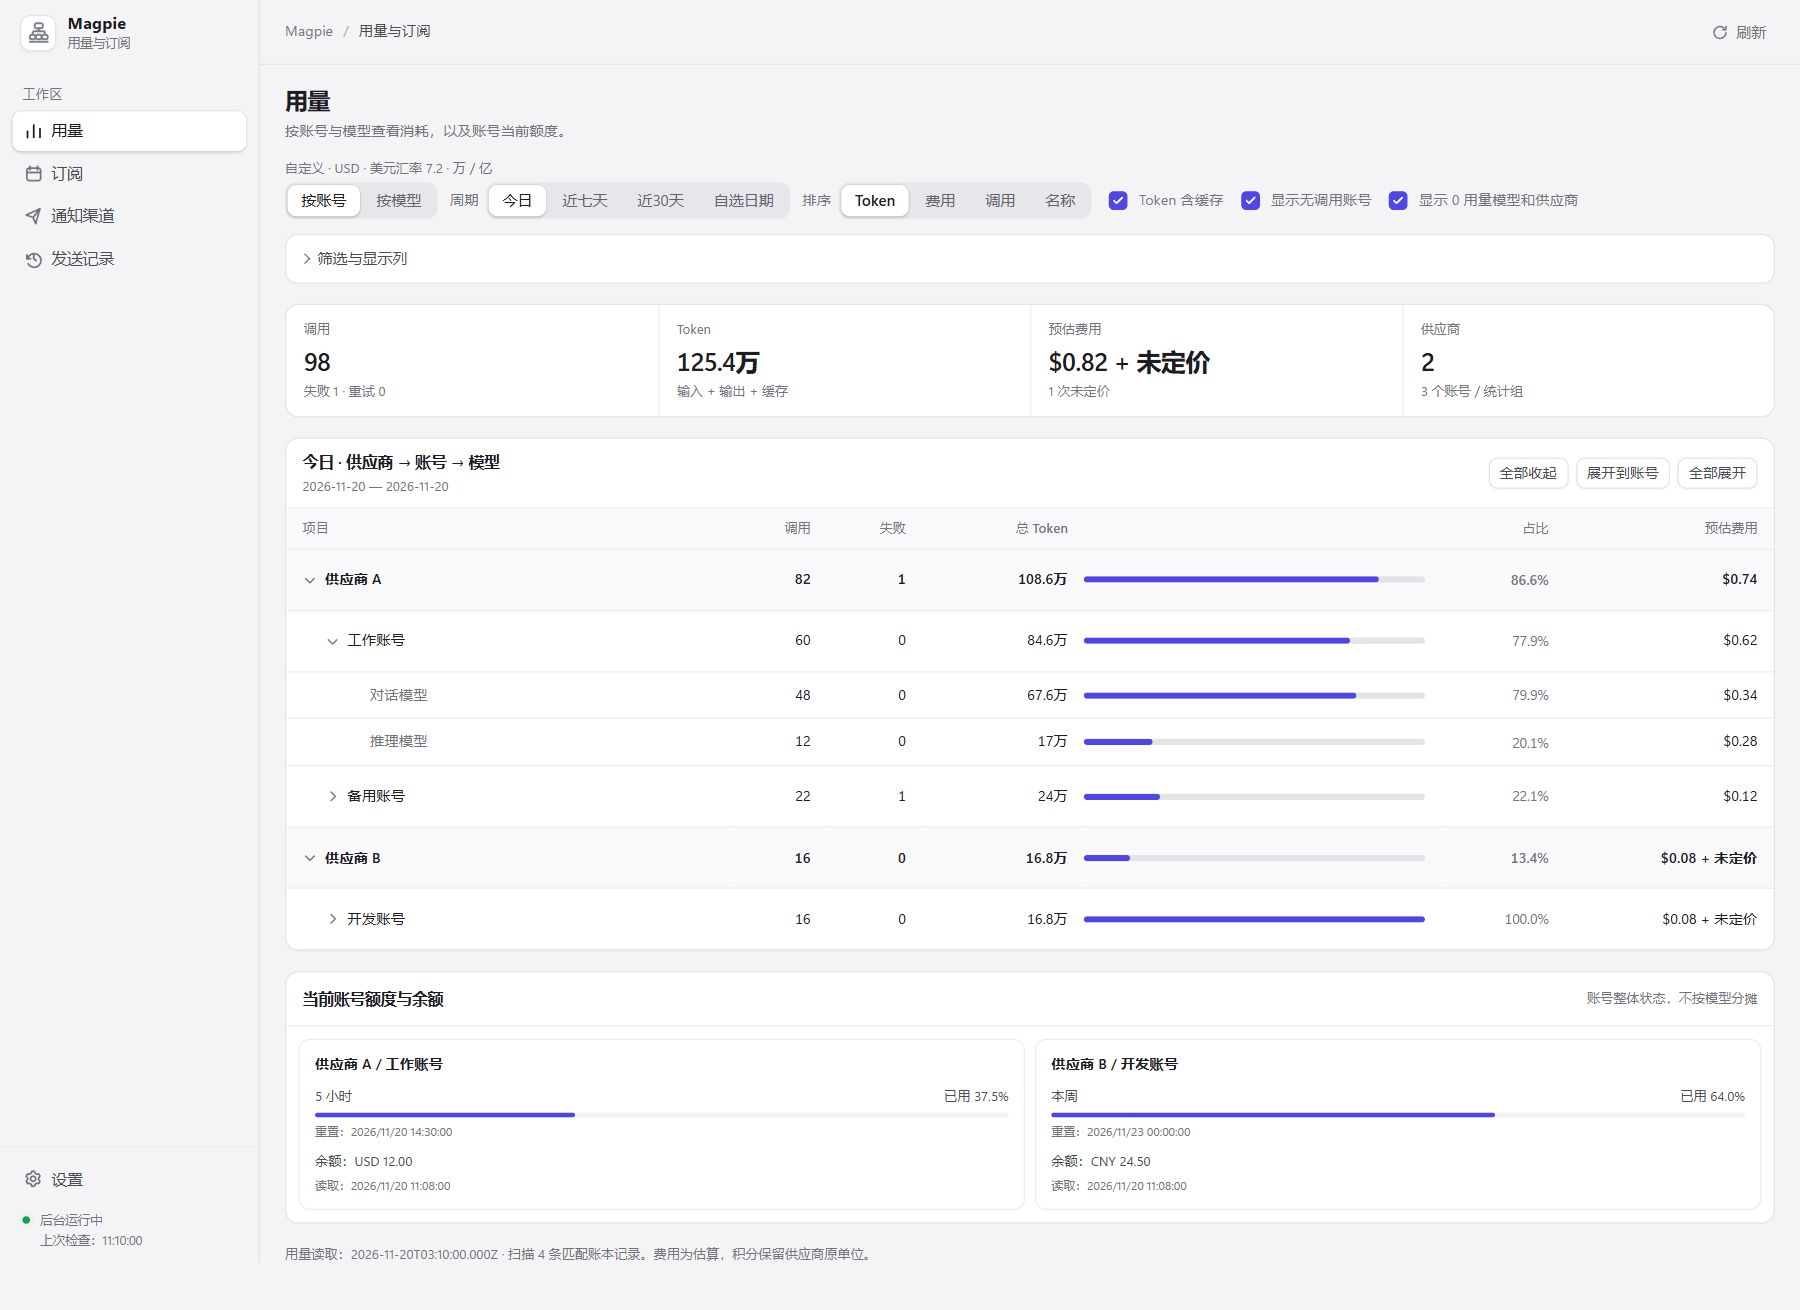 Magpie
用量与订阅
工作区
用量
订阅
通知渠道
发送记录
设置
后台运行中
上次检查：11:10:00
Magpie / 用量与订阅
刷新
用量
按账号与模型查看消耗，以及账号当前额度。
自定义 · USD · 美元汇率 7.2 · 万 / 亿
按账号 按模型 周期 今日 近七天 近30天 自选日期 排序 Token 费用 调用 名称 Token 含缓存 显示无调用账号 显示 0 用量模型和供应商
筛选与显示列
调用
98
失败 1 · 重试 0
Token
125.4万
输入 + 输出 + 缓存
预估费用
$0.82 + 未定价
1 次未定价
供应商
2
3 个账号 / 统计组
今日 · 供应商 → 账号 → 模型
2026-11-20 — 2026-11-20
全部收起 展开到账号 全部展开
项目 调用 失败 总 Token 占比 预估费用
供应商 A 82 1 108.6万 86.6% $0.74
工作账号 60 0 84.6万 77.9% $0.62
对话模型 48 0 67.6万 79.9% $0.34
推理模型 12 0 17万 20.1% $0.28
备用账号 22 1 24万 22.1% $0.12
供应商 B 16 0 16.8万 13.4% $0.08 + 未定价
开发账号 16 0 16.8万 100.0% $0.08 + 未定价
当前账号额度与余额
账号整体状态，不按模型分摊
供应商 A / 工作账号
5 小时 已用 37.5%
重置：2026/11/20 14:30:00
余额：USD 12.00
读取：2026/11/20 11:08:00
供应商 B / 开发账号
本周 已用 64.0%
重置：2026/11/23 00:00:00
余额：CNY 24.50
读取：2026/11/20 11:08:00
用量读取：2026-11-20T03:10:00.000Z · 扫描 4 条匹配账本记录。费用为估算，积分保留供应商原单位。